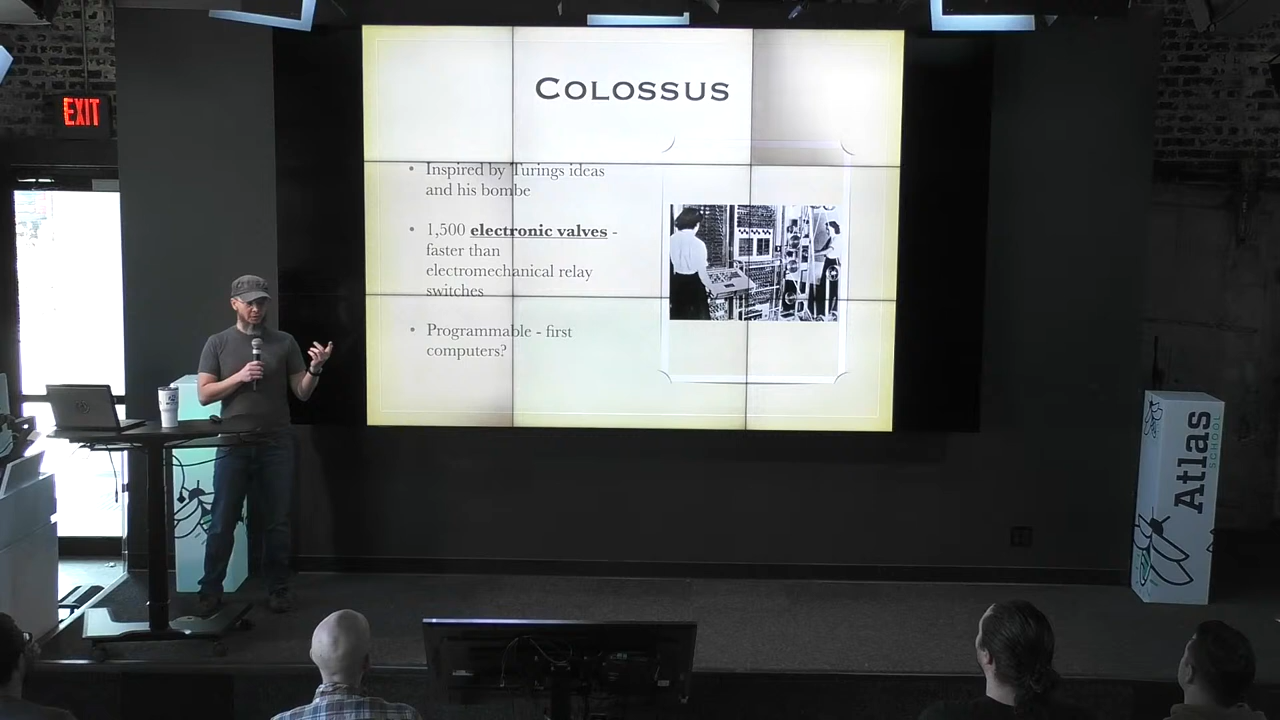 EXIT
COLOSSUS
• Inspired by Turings ideas
and his bombe
• 1,500 electronic valves -
faster than
electromechanical relay
switches
• Programmable - first
computers?
Atlas
SCHOOL